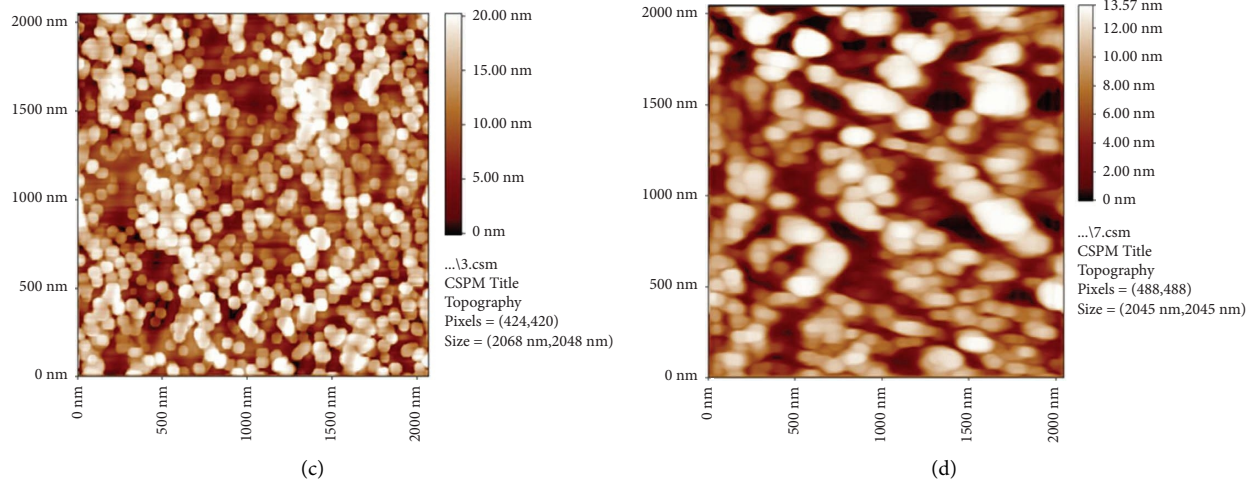 2000 nm
1500 nm
1000 nm
500 nm
0 nm
0 nm
500 nm
1000 nm
1500 nm
2000 nm
20.00 nm
15.00 nm
10.00 nm
5.00 nm
0 nm
...\3.csm
CSPM Title
Topography
Pixels = (424,420)
Size = (2068 nm,2048 nm)
(c)
2000 nm
1500 nm
1000 nm
500 nm
0 nm
0 nm
500 nm
1000 nm
1500 nm
2000 nm
13.57 nm
12.00 nm
8.00 nm
6.00 nm
4.00 nm
2.00 nm
0 nm
...\7.csm
CSPM Title
Topography
Pixels = (488,488)
Size = (2045 nm,2045 nm)
(d)